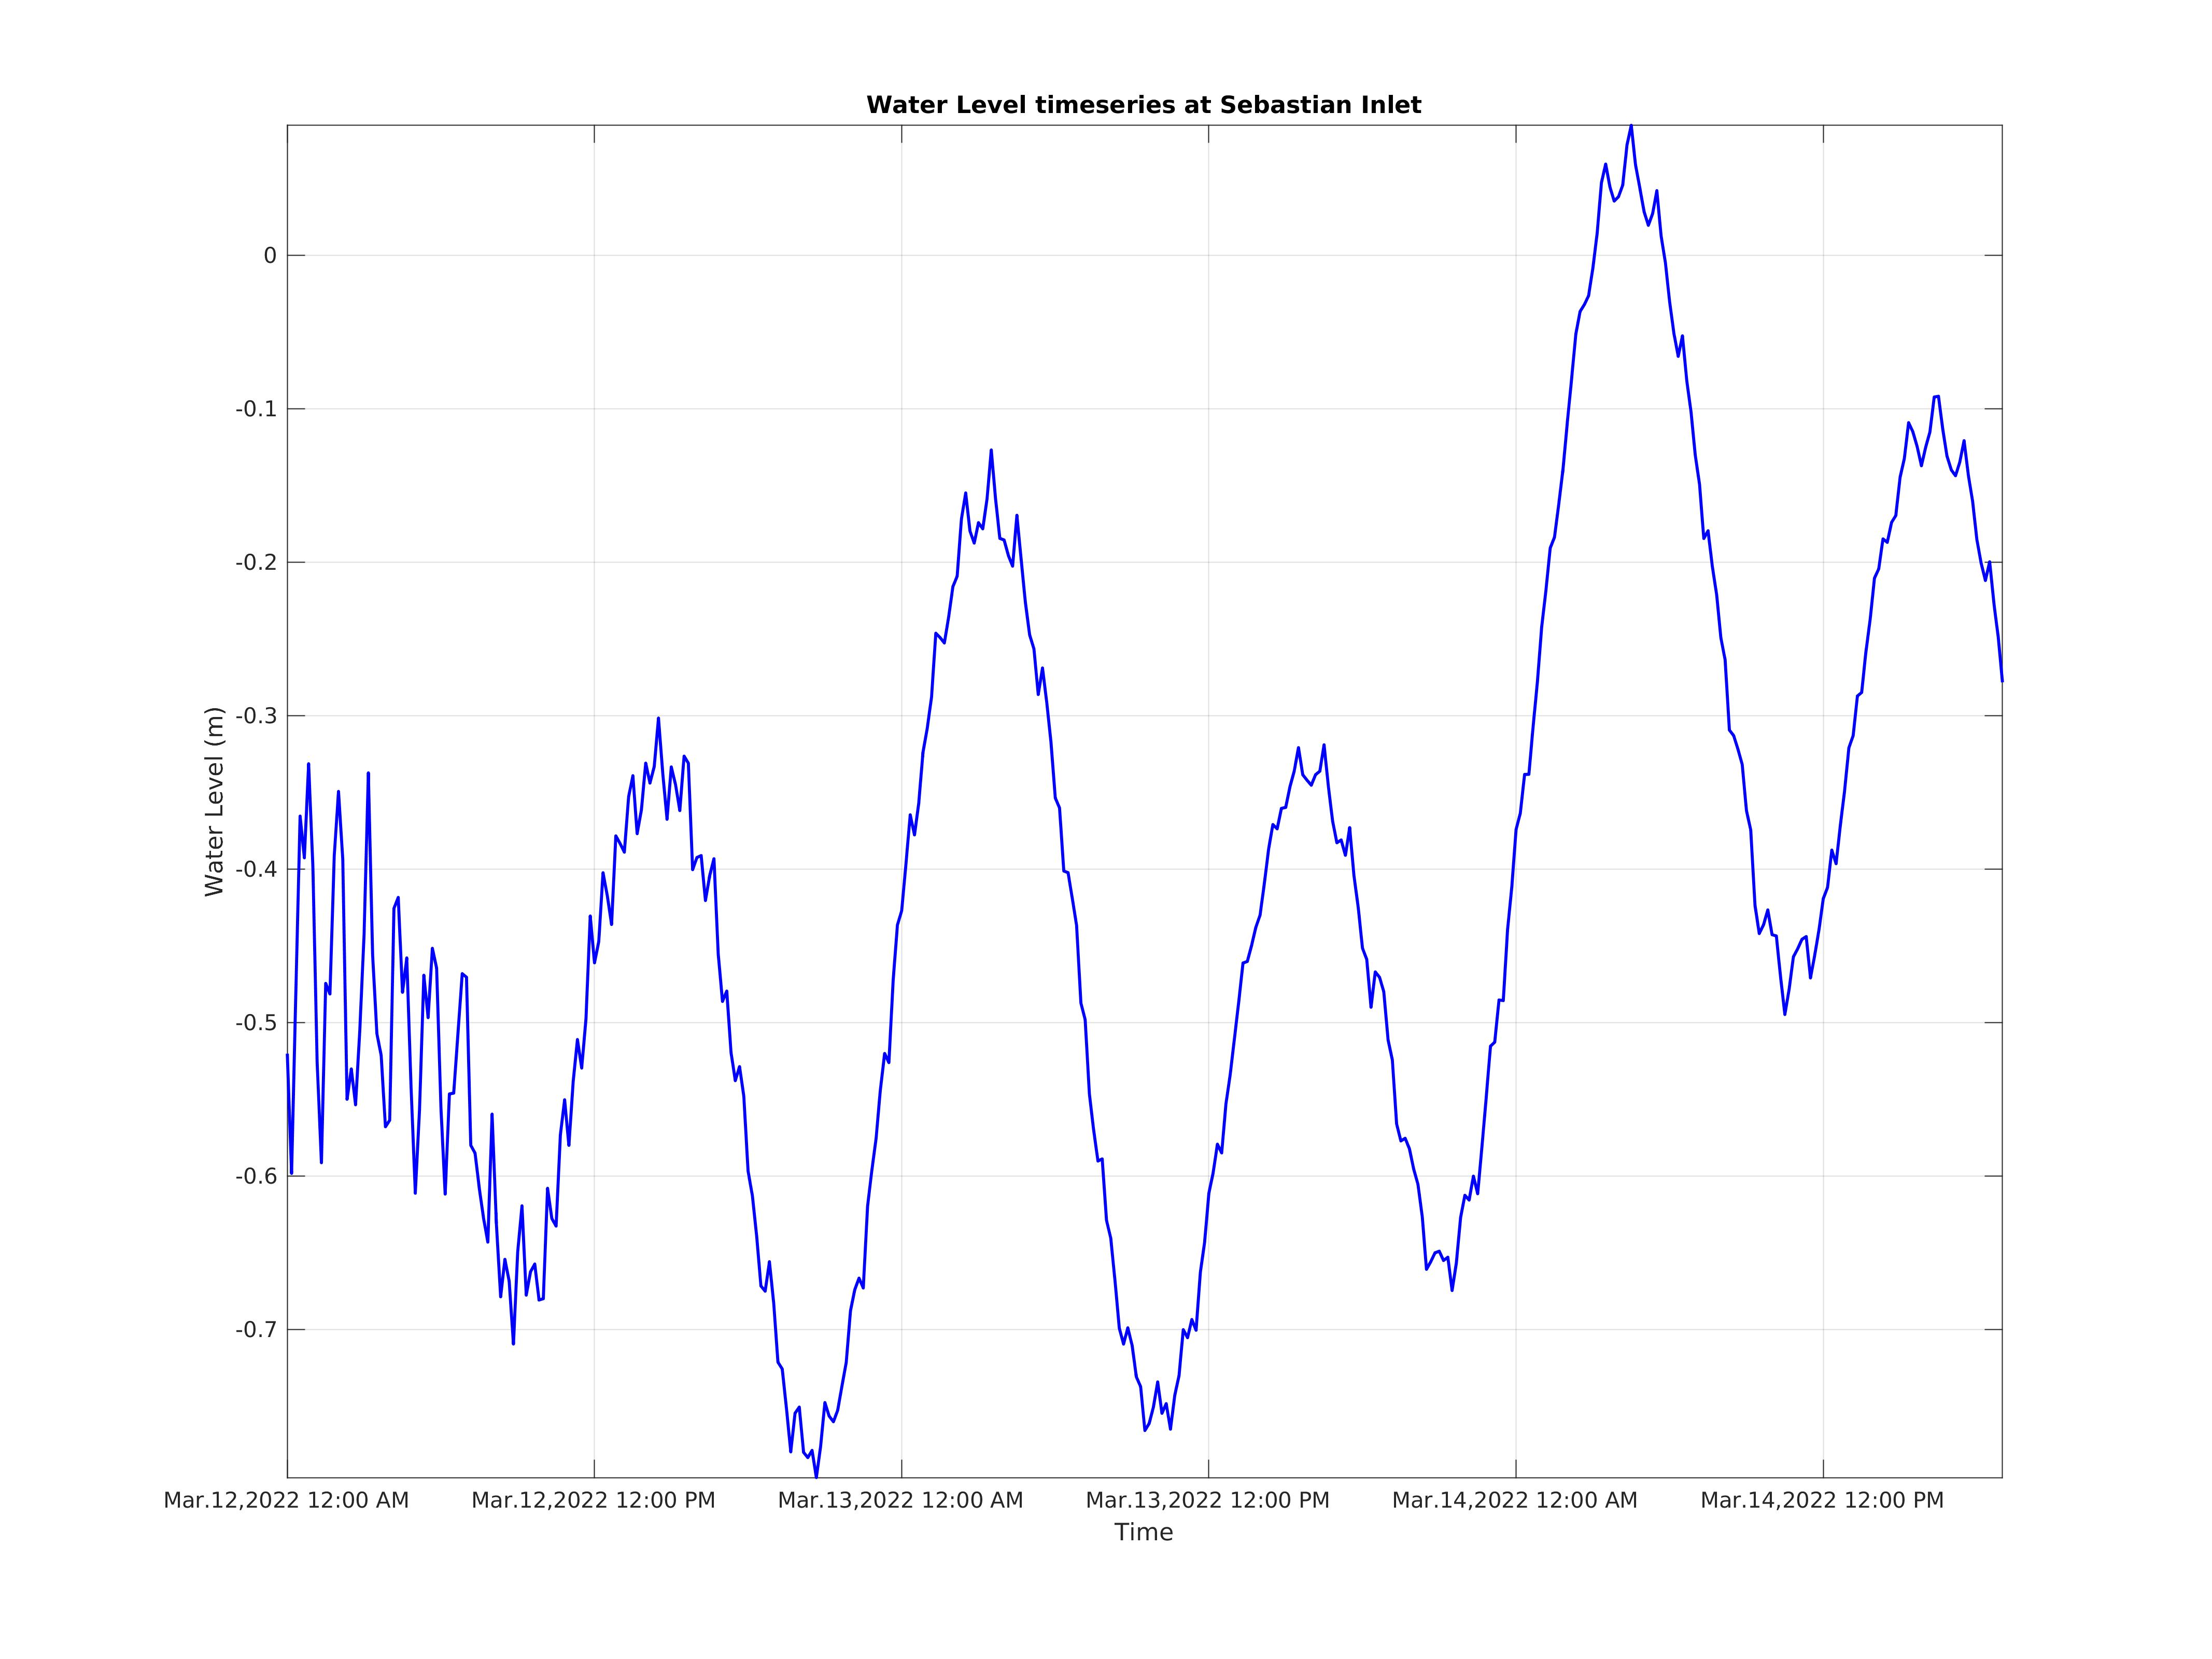 Water Level timeseries at Sebastian Inlet
0
-0.1
-0.2
-0.3
-0.4
-0.5
-0.6
-0.7
Water Level (m)
Mar.12,2022 12:00 AM Mar.12,2022 12:00 PM Mar.13,2022 12:00 AM Mar.13,2022 12:00 PM Mar.14,2022 12:00 AM Mar.14,2022 12:00 PM
Time